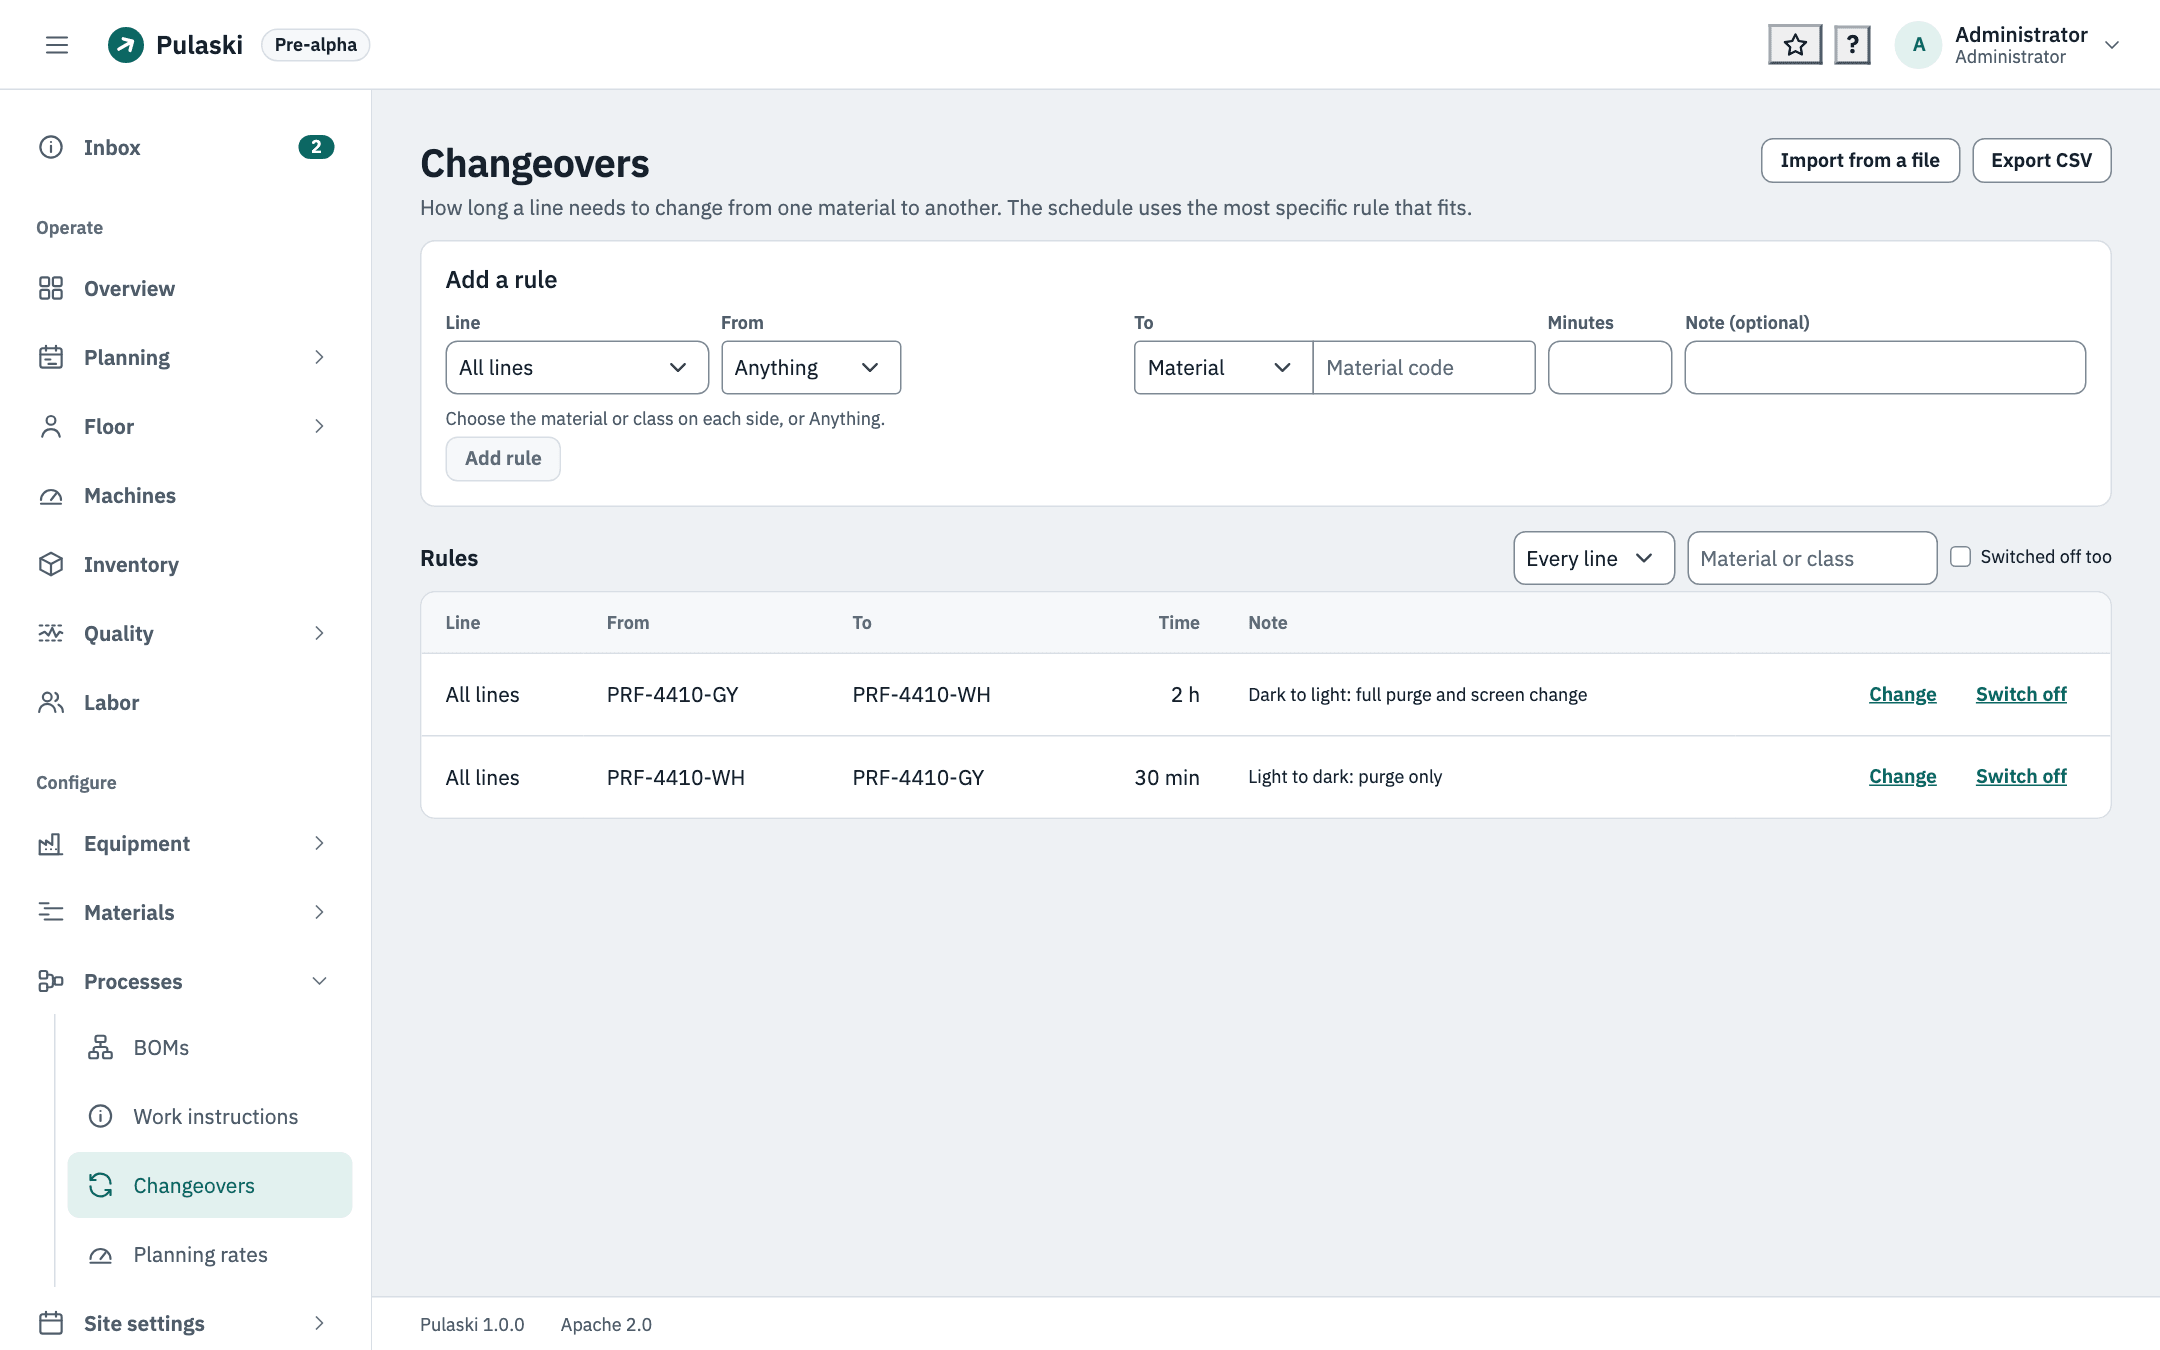 Pulaski Pre-alpha
?
A
Administrator
Administrator
Inbox 2
Operate
Overview
Planning
Floor
Machines
Inventory
Quality
Labor
Configure
Equipment
Materials
Processes
BOMs
Work instructions
Changeovers
Planning rates
Site settings
Changeovers
Import from a file Export CSV
How long a line needs to change from one material to another. The schedule uses the most specific rule that fits.
Add a rule
Line From To Minutes Note (optional)
All lines Anything Material Material code
Choose the material or class on each side, or Anything.
Add rule
Rules Every line Material or class Switched off too
Line From To Time Note
All lines PRF-4410-GY PRF-4410-WH 2 h Dark to light: full purge and screen change Change Switch off
All lines PRF-4410-WH PRF-4410-GY 30 min Light to dark: purge only Change Switch off
Pulaski 1.0.0 Apache 2.0